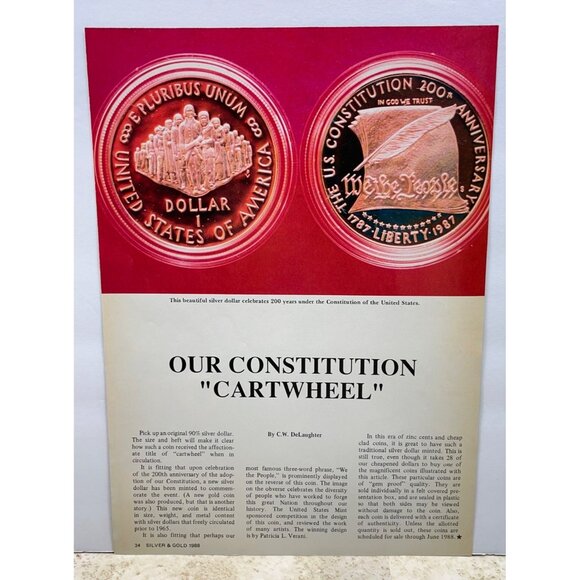 E PLURIBUS UNUM
DOLLAR
1
UNITED STATES OF AMERICA
S
THE U.S. CONSTITUTION 200TH ANNIVERSARY
IN GOD WE TRUST
We the People
S
1787 · LIBERTY · 1987
This beautiful silver dollar celebrates 200 years under the Constitution of the United States.
OUR CONSTITUTION
"CARTWHEEL"
Pick up an original 90% silver dollar.
The size and heft will make it clear
how such a coin received the affection-
ate title of "cartwheel" when in
circulation.
It is fitting that upon celebration
of the 200th anniversary of the adop-
tion of our Constitution, a new silver
dollar has been minted to commem-
orate the event. (A new gold coin
was also produced, but that is another
story.) This new coin is identical
in size, weight, and metal content
with silver dollars that freely circulated
prior to 1965.
It is also fitting that perhaps our
By C.W. DeLaughter
most famous three-word phrase, "We
the People," is prominently displayed
on the reverse of this coin. The image
on the obverse celebrates the diversity
of people who have worked to forge
this great Nation throughout our
history. The United States Mint
sponsored competition in the design
of this coin, and reviewed the work
of many artists. The winning design
is by Patricia L. Verani.
In this era of zinc cents and cheap
clad coins, it is great to have such a
traditional silver dollar minted. This is
still true, even though it takes 28 of
our cheapened dollars to buy one of
the magnificent coins illustrated with
this article. These particular coins are
of "gem proof" quality. They are
sold individually in a felt covered pre-
sentation box, and are sealed in plastic
so that both sides may be viewed
without damage to the coin. Also,
each coin is delivered with a certificate
of authenticity. Unless the allotted
quantity is sold out, these coins are
scheduled for sale through June 1988.★
34 SILVER & GOLD 1988